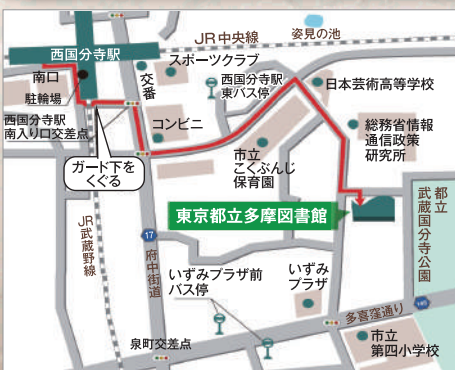 JR中央線
姿見の池
西国分寺駅
スポーツクラブ
南口
交番
西国分寺駅
東バス停
日本芸術高等学校
駐輪場
西国分寺駅
南入り口交差点
コンビニ
総務省情報
通信政策
研究所
ガード下を
くぐる
市立
こくぶんじ
保育園
東京都立多摩図書館
都立
武蔵国分寺公園
JR武蔵野線
17
府中街道
いずみプラザ前
バス停
いずみ
プラザ
多喜窪通り
145
泉町交差点
市立
第四小学校